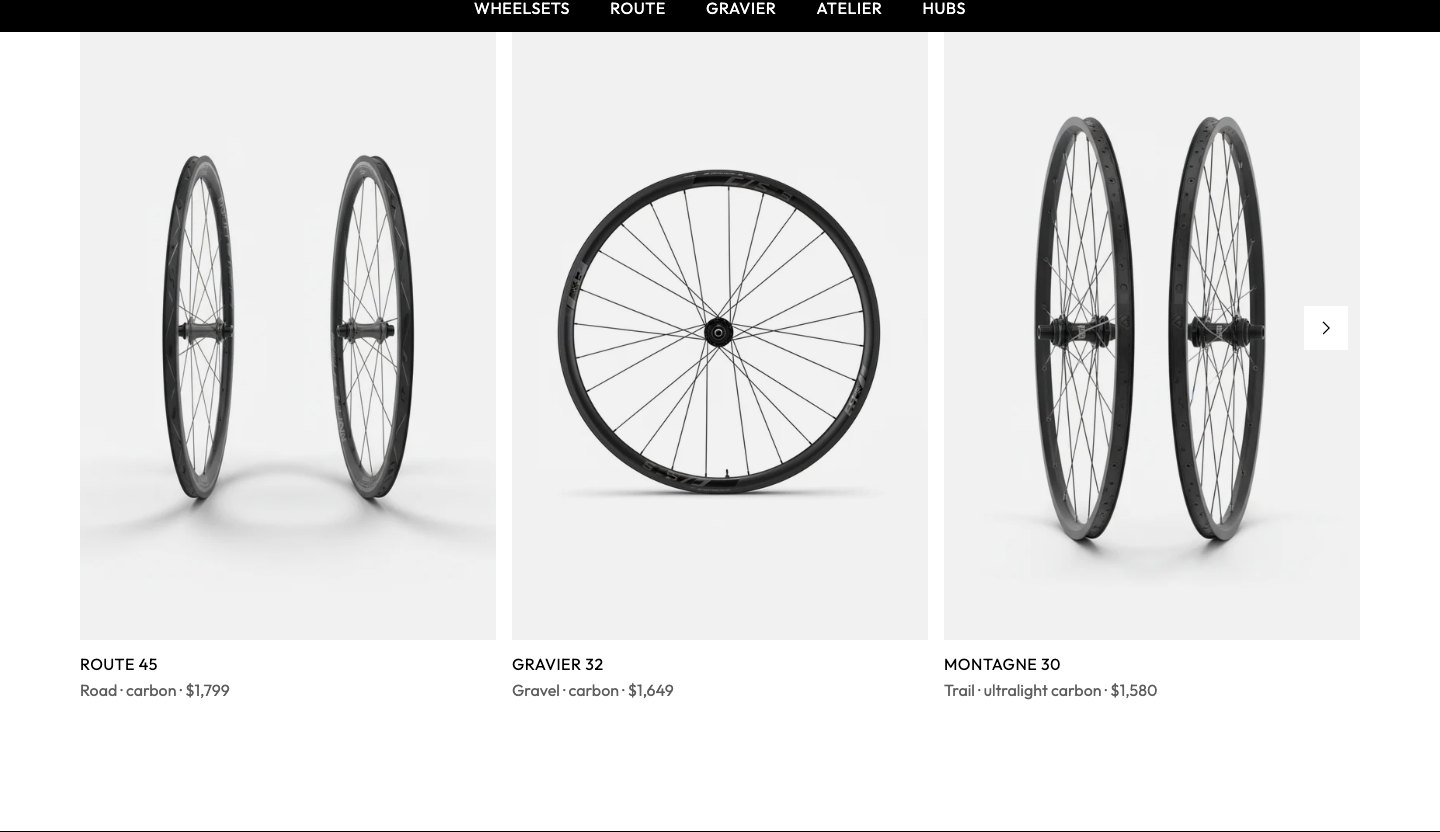 WHEELSETS ROUTE GRAVIER ATELIER HUBS
ROUTE 45
Road · carbon · $1,799
GRAVIER 32
Gravel · carbon · $1,649
MONTAGNE 30
Trail · ultralight carbon · $1,580